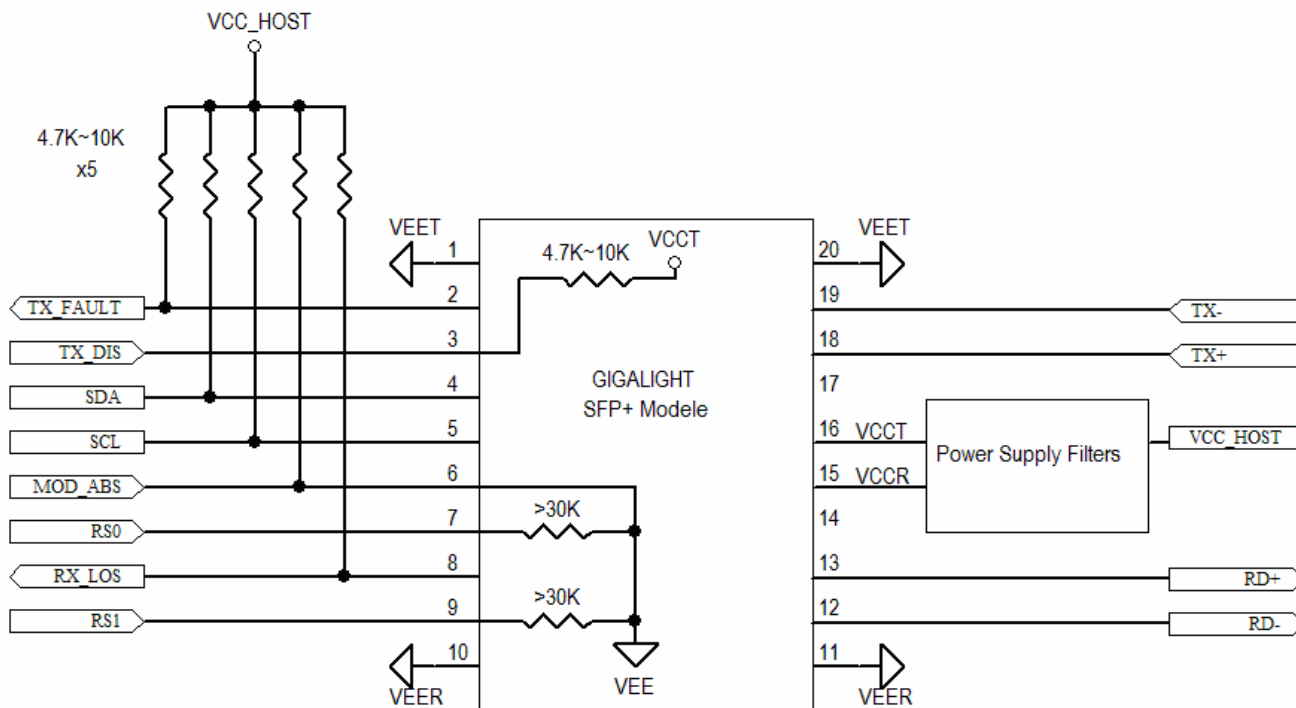 VCC_HOST
4.7K~10K
x5
VEET
1
4.7K~10K
VCCT
20
VEET
TX_FAULT
2
19
TX-
TX_DIS
3
18
TX+
SDA
4
GIGALIGHT
SFP+ Modele
17
SCL
5
16
VCCT
Power Supply Filters
VCC_HOST
MOD_ABS
6
15
VCCR
RS0
7
>30K
14
RX_LOS
8
13
RD+
RS1
9
>30K
12
RD-
VEER
10
VEE
11
VEER